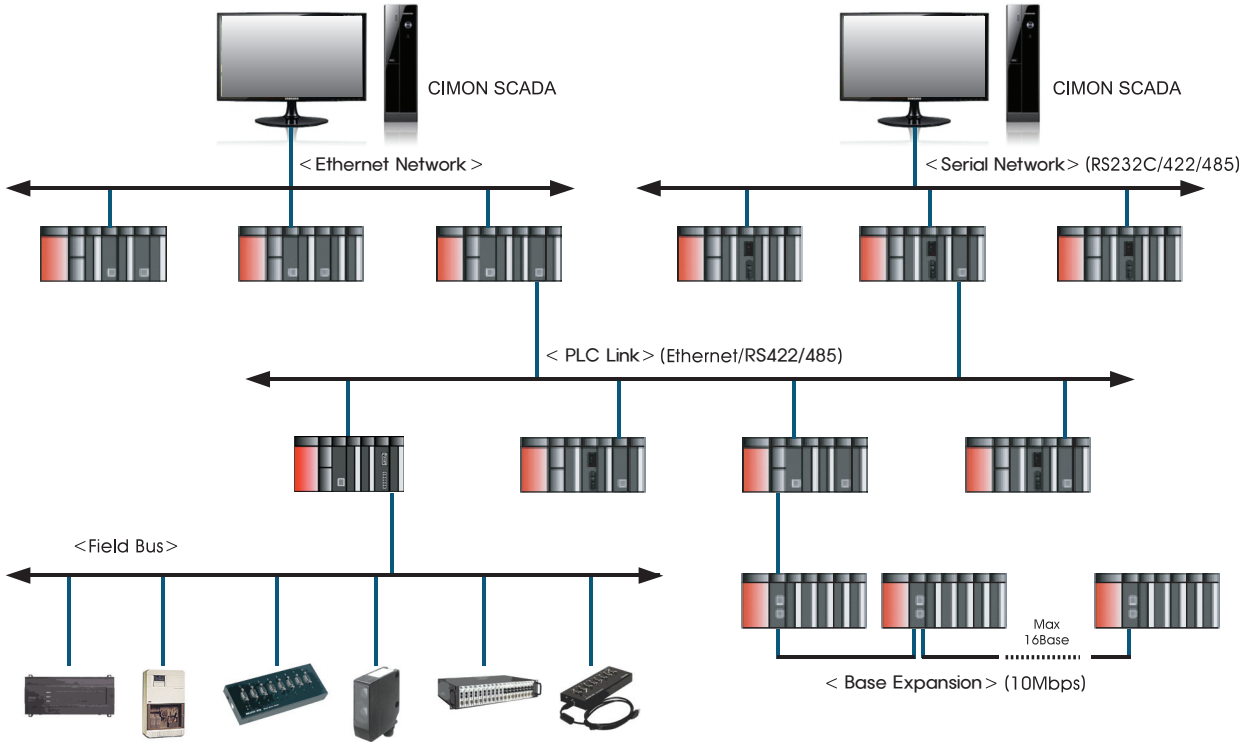 CIMON SCADA
CIMON SCADA
< Ethernet Network >
< Serial Network > (RS232C/422/485)
< PLC Link > (Ethernet/RS422/485)
<Field Bus>
Max
16Base
< Base Expansion > (10Mbps)